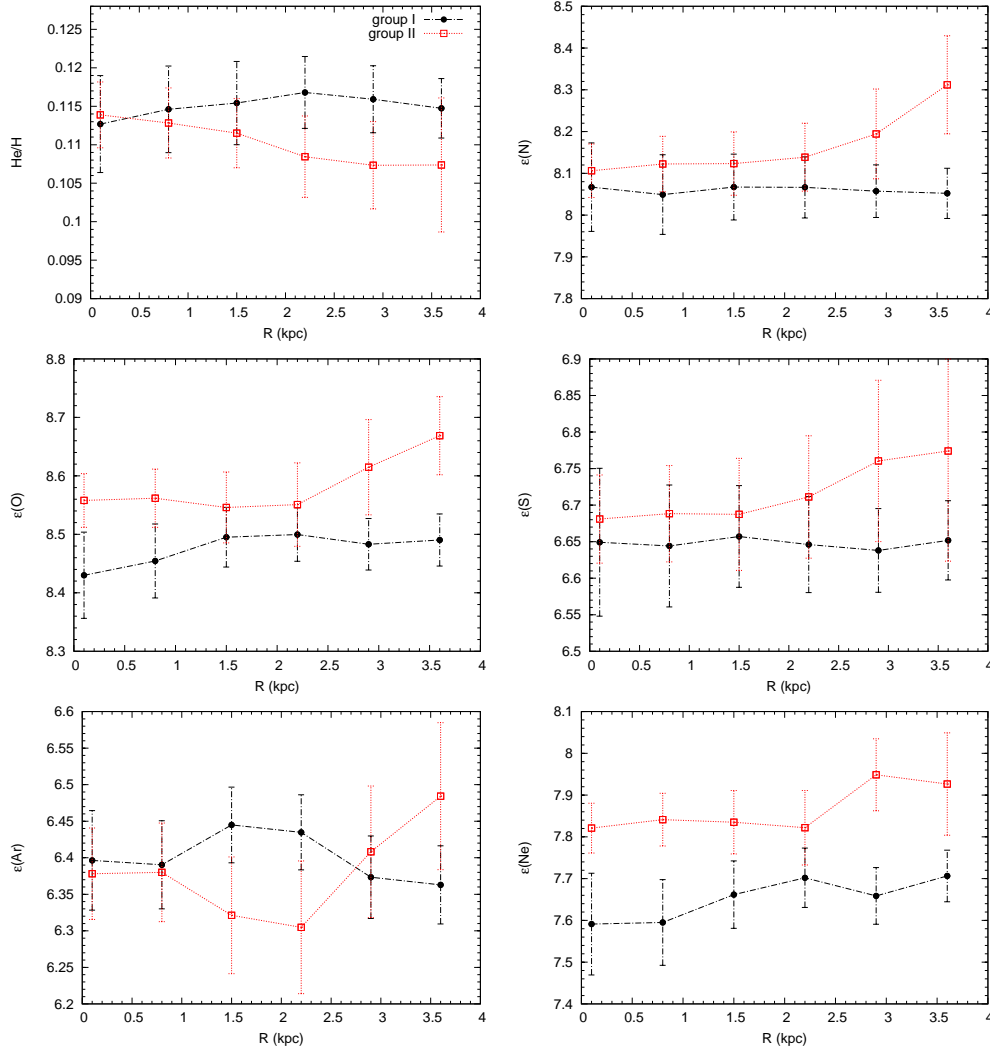 group I
group II
0.125
0.12
0.115
0.11
0.105
0.1
0.095
0.09
He/H
0 0.5 1 1.5 2 2.5 3 3.5 4
R (kpc)
8.5
8.4
8.3
8.2
8.1
8
7.9
7.8
ε(N)
0 0.5 1 1.5 2 2.5 3 3.5 4
R (kpc)
8.8
8.7
8.6
8.5
8.4
8.3
ε(O)
0 0.5 1 1.5 2 2.5 3 3.5 4
R (kpc)
6.9
6.85
6.8
6.75
6.7
6.65
6.6
6.55
6.5
ε(S)
0 0.5 1 1.5 2 2.5 3 3.5 4
R (kpc)
6.6
6.55
6.5
6.45
6.4
6.35
6.3
6.25
6.2
ε(Ar)
0 0.5 1 1.5 2 2.5 3 3.5 4
R (kpc)
8.1
8
7.9
7.8
7.7
7.6
7.5
7.4
ε(Ne)
0 0.5 1 1.5 2 2.5 3 3.5 4
R (kpc)